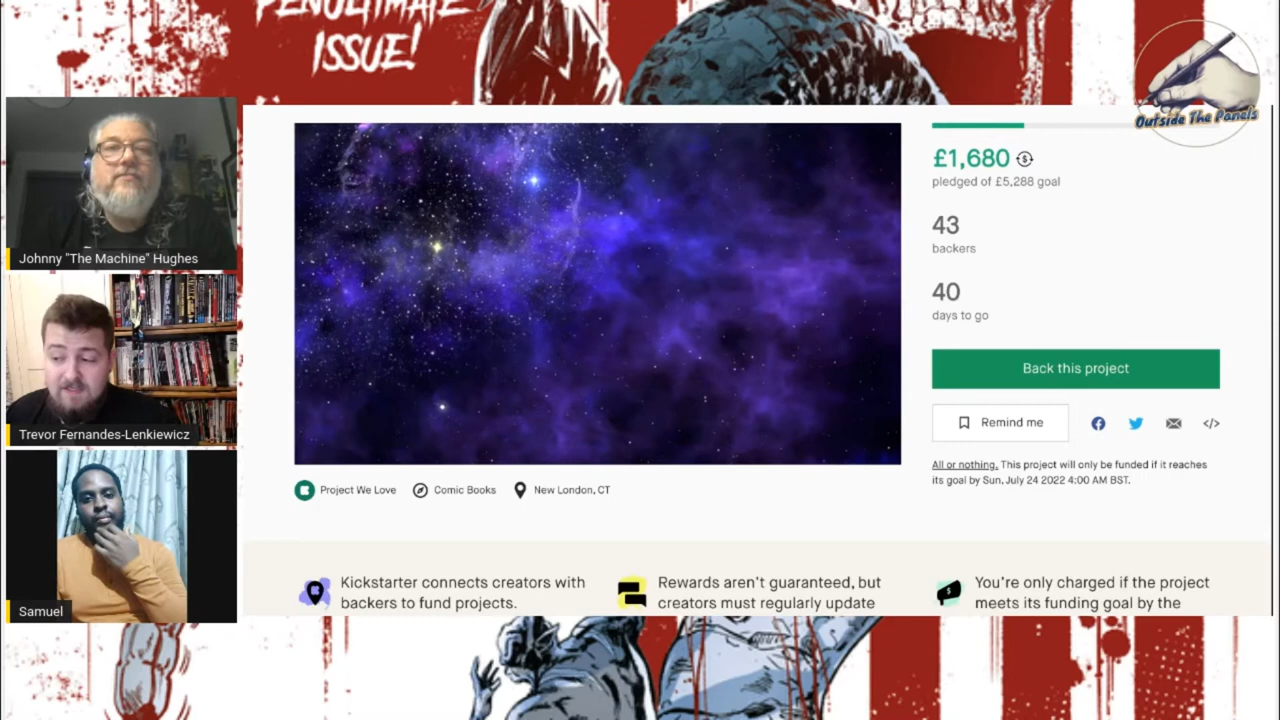 PENULTIMATE
ISSUE!
Outside The Panels
Johnny "The Machine" Hughes
Trevor Fernandes-Lenkiewicz
Samuel
£1,680
pledged of £5,288 goal
43
backers
40
days to go
Back this project
Remind me
</>
All or nothing. This project will only be funded if it reaches
its goal by Sun, July 24 2022 4:00 AM BST.
Project We Love
Comic Books
New London, CT
Kickstarter connects creators with
backers to fund projects.
Rewards aren't guaranteed, but
creators must regularly update
You're only charged if the project
meets its funding goal by the